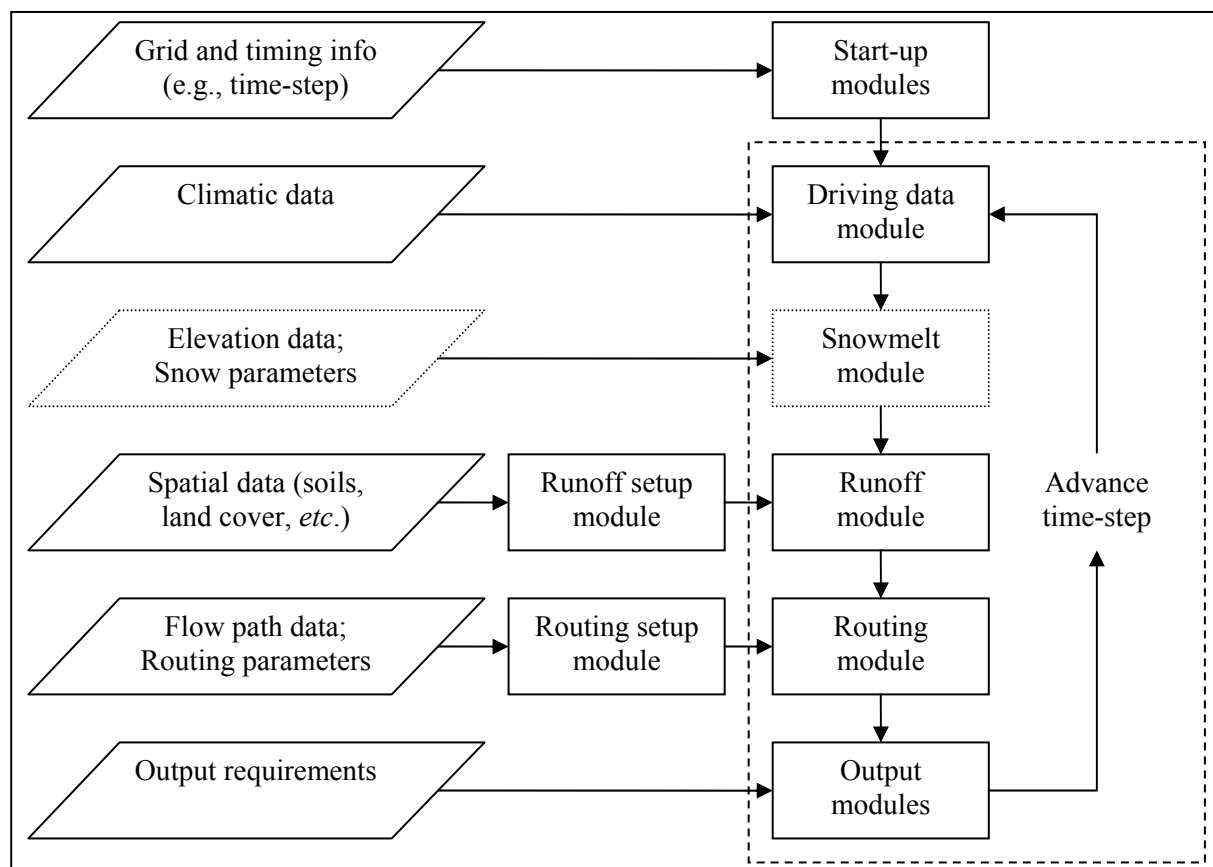 Grid and timing info
(e.g., time-step)
Start-up
modules
Climatic data
Driving data
module
Elevation data;
Snow parameters
Snowmelt
module
Spatial data (soils,
land cover, etc.)
Runoff setup
module
Runoff
module
Advance
time-step
Flow path data;
Routing parameters
Routing setup
module
Routing
module
Output requirements
Output
modules